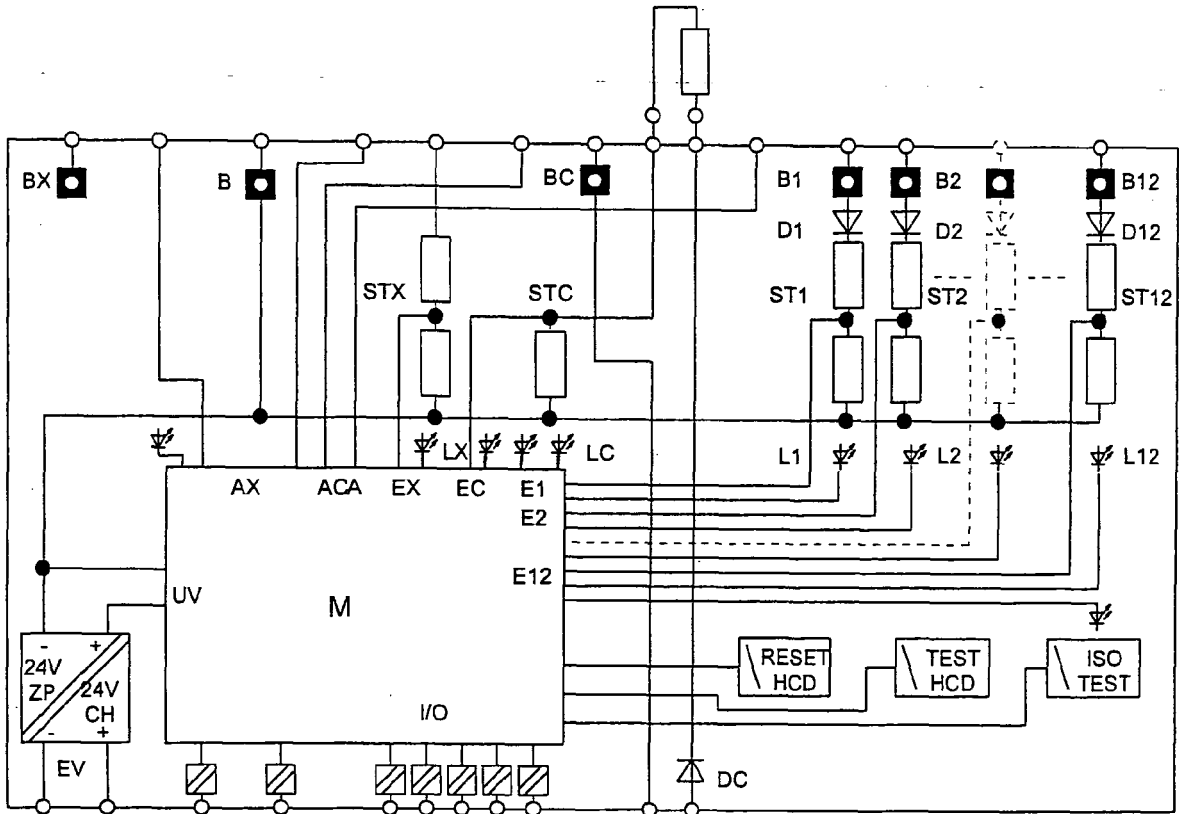 BX
B
BC
B1
B2
B12
D1
D2
D12
STX
STC
ST1
ST2
ST12
LX
LC
L1
L2
L12
AX
ACA
EX
EC
E1
E2
E12
UV
M
I/O
- +
24V
ZP
24V
CH
- +
EV
RESET
HCD
TEST
HCD
ISO
TEST
DC